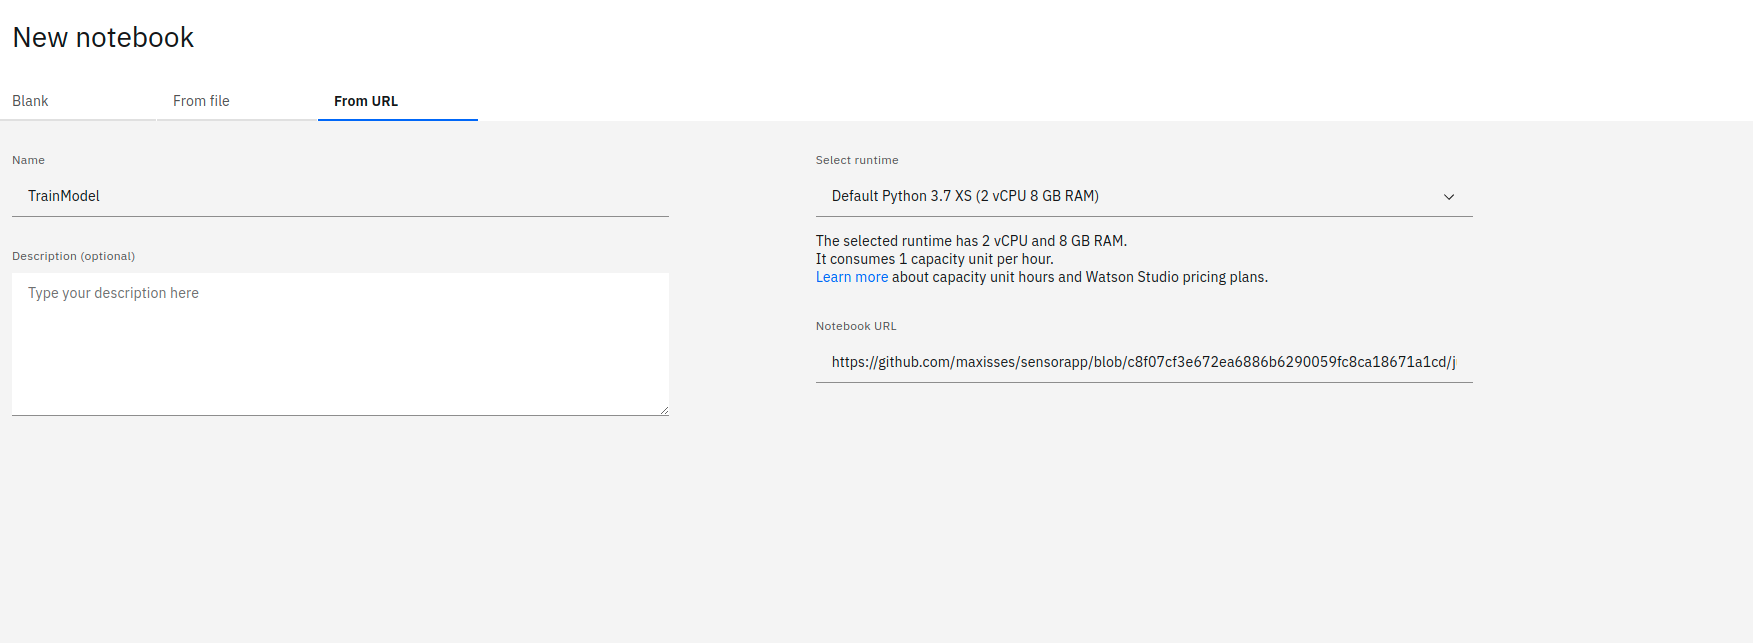 New notebook
Blank
From file
From URL
Name
TrainModel
Description (optional)
Type your description here
Select runtime
Default Python 3.7 XS (2 vCPU 8 GB RAM)
The selected runtime has 2 vCPU and 8 GB RAM.
It consumes 1 capacity unit per hour.
Learn more about capacity unit hours and Watson Studio pricing plans.
Notebook URL
https://github.com/maxisses/sensorapp/blob/c8f07cf3e672ea6886b6290059fc8ca18671a1cd/j